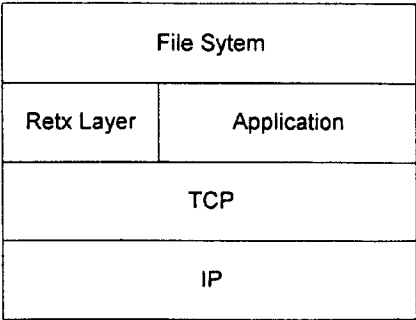 File Sytem
Retx Layer
Application
TCP
IP